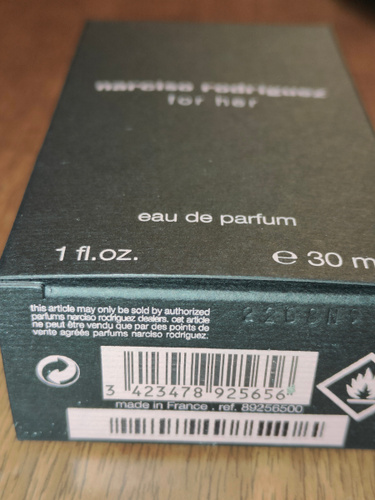 narciso rodriguez
for her
eau de parfum
1 fl.oz.
e 30 m
this article may only be sold by authorized
parfums narciso rodriguez dealers. cet article
ne peut être vendu que par des points de
vente agréés parfums narciso rodriguez.
3 423478 925656
made in France . ref. 89256500